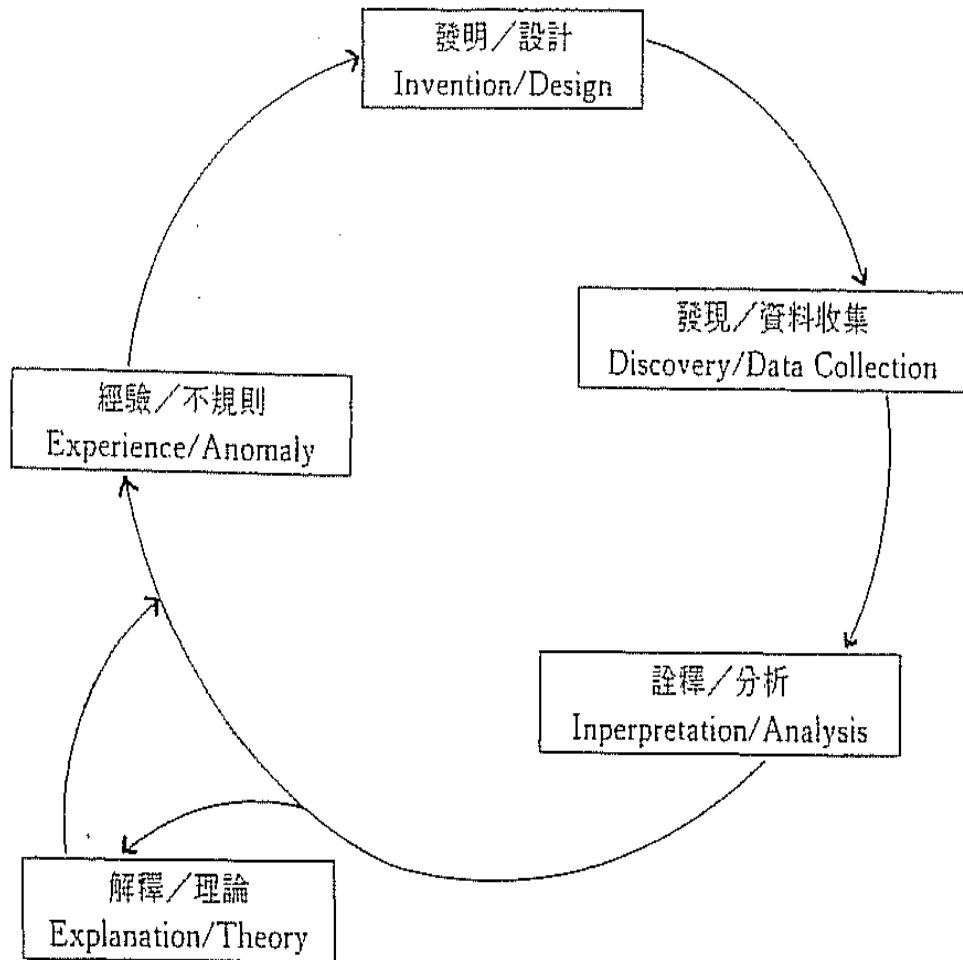 發明／設計
Invention/Design
發現／資料收集
Discovery/Data Collection
經驗／不規則
Experience/Anomaly
詮釋／分析
Inperpretation/Analysis
解釋／理論
Explanation/Theory